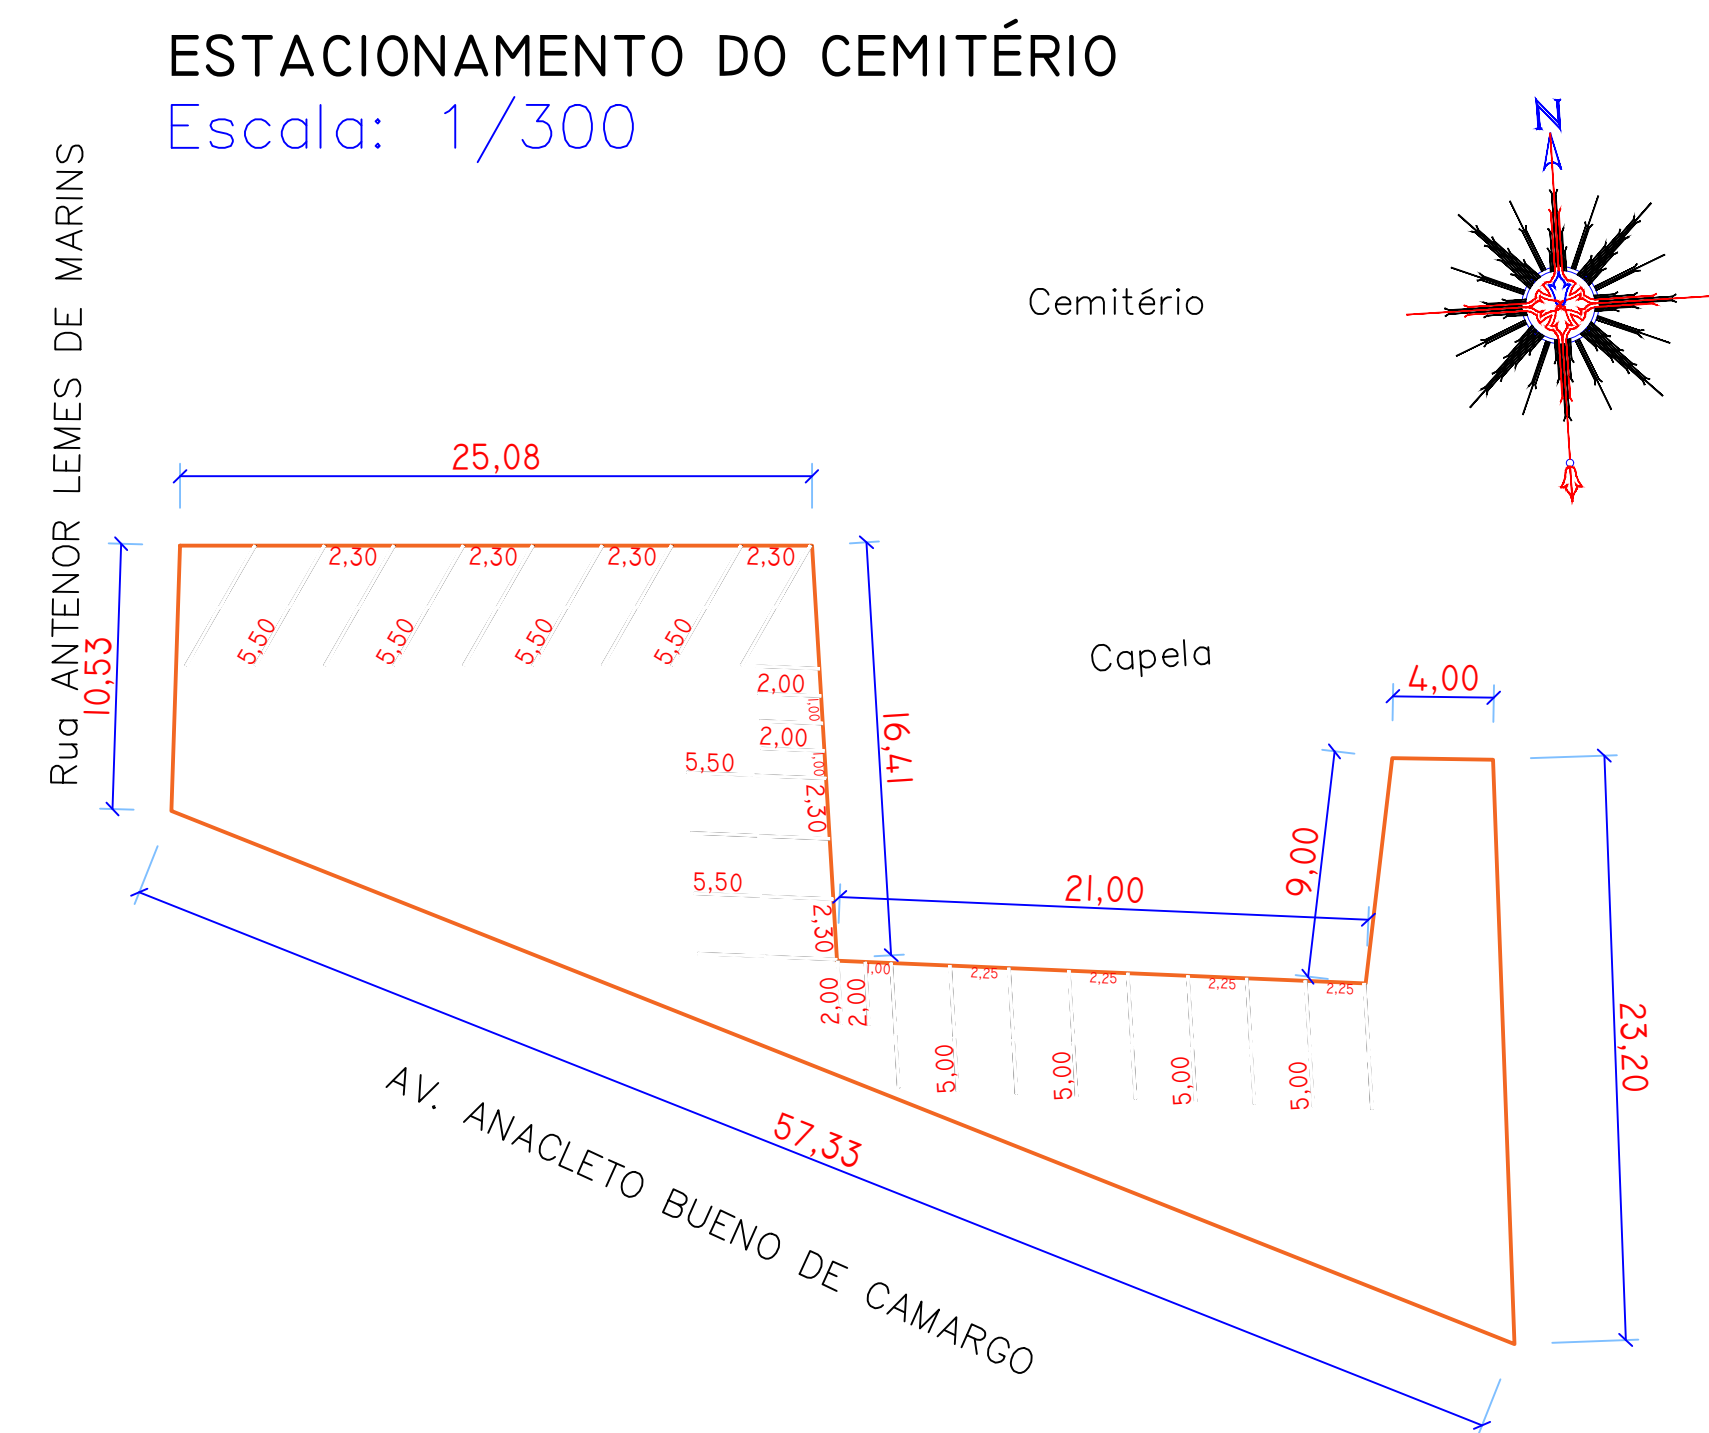 ESTACIONAMENTO DO CEMITÉRIO
Escala: 1/300
N
Rua ANTENOR LEMES DE MARINS
Cemitério
25,08
2,30 2,30 2,30 2,30
10,53
5,50 5,50 5,50 5,50
Capela
4,00
2,00
1,00
16,41
2,00
1,00
5,50
2,30
9,00
5,50
21,00
2,30
1,00 2,25 2,25 2,25 2,25
2,00 2,00
23,20
5,00 5,00 5,00 5,00
57,33
AV. ANACLETO BUENO DE CAMARGO